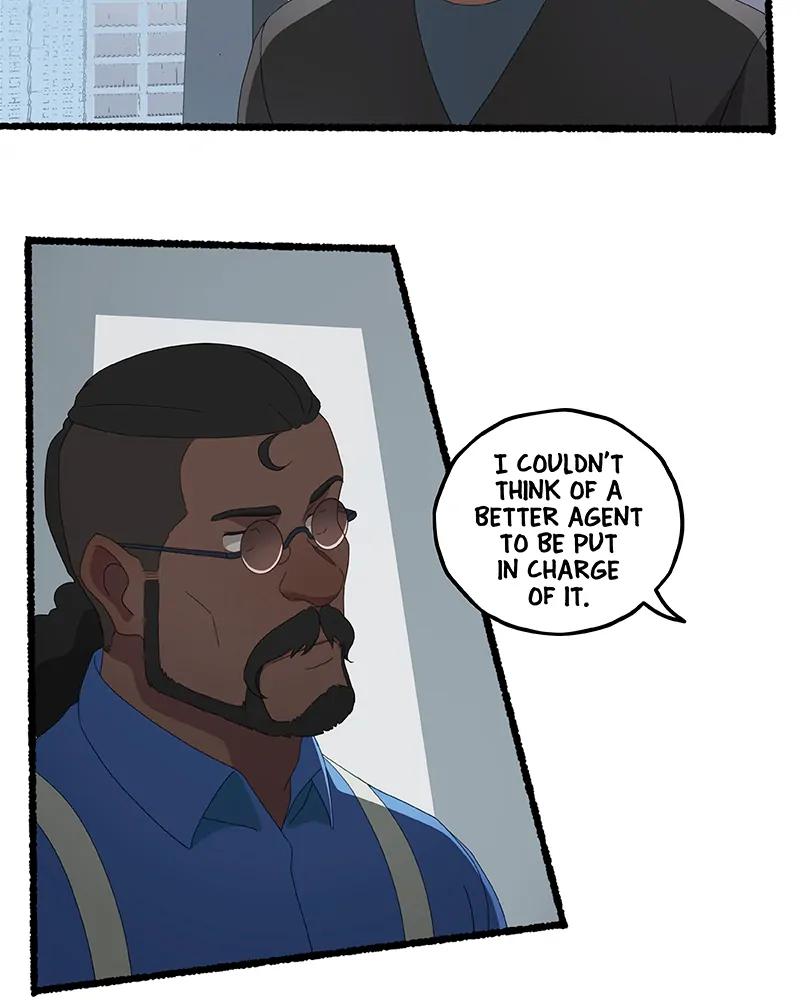 I COULDN'T
THINK OF A
BETTER AGENT
TO BE PUT
IN CHARGE
OF IT.